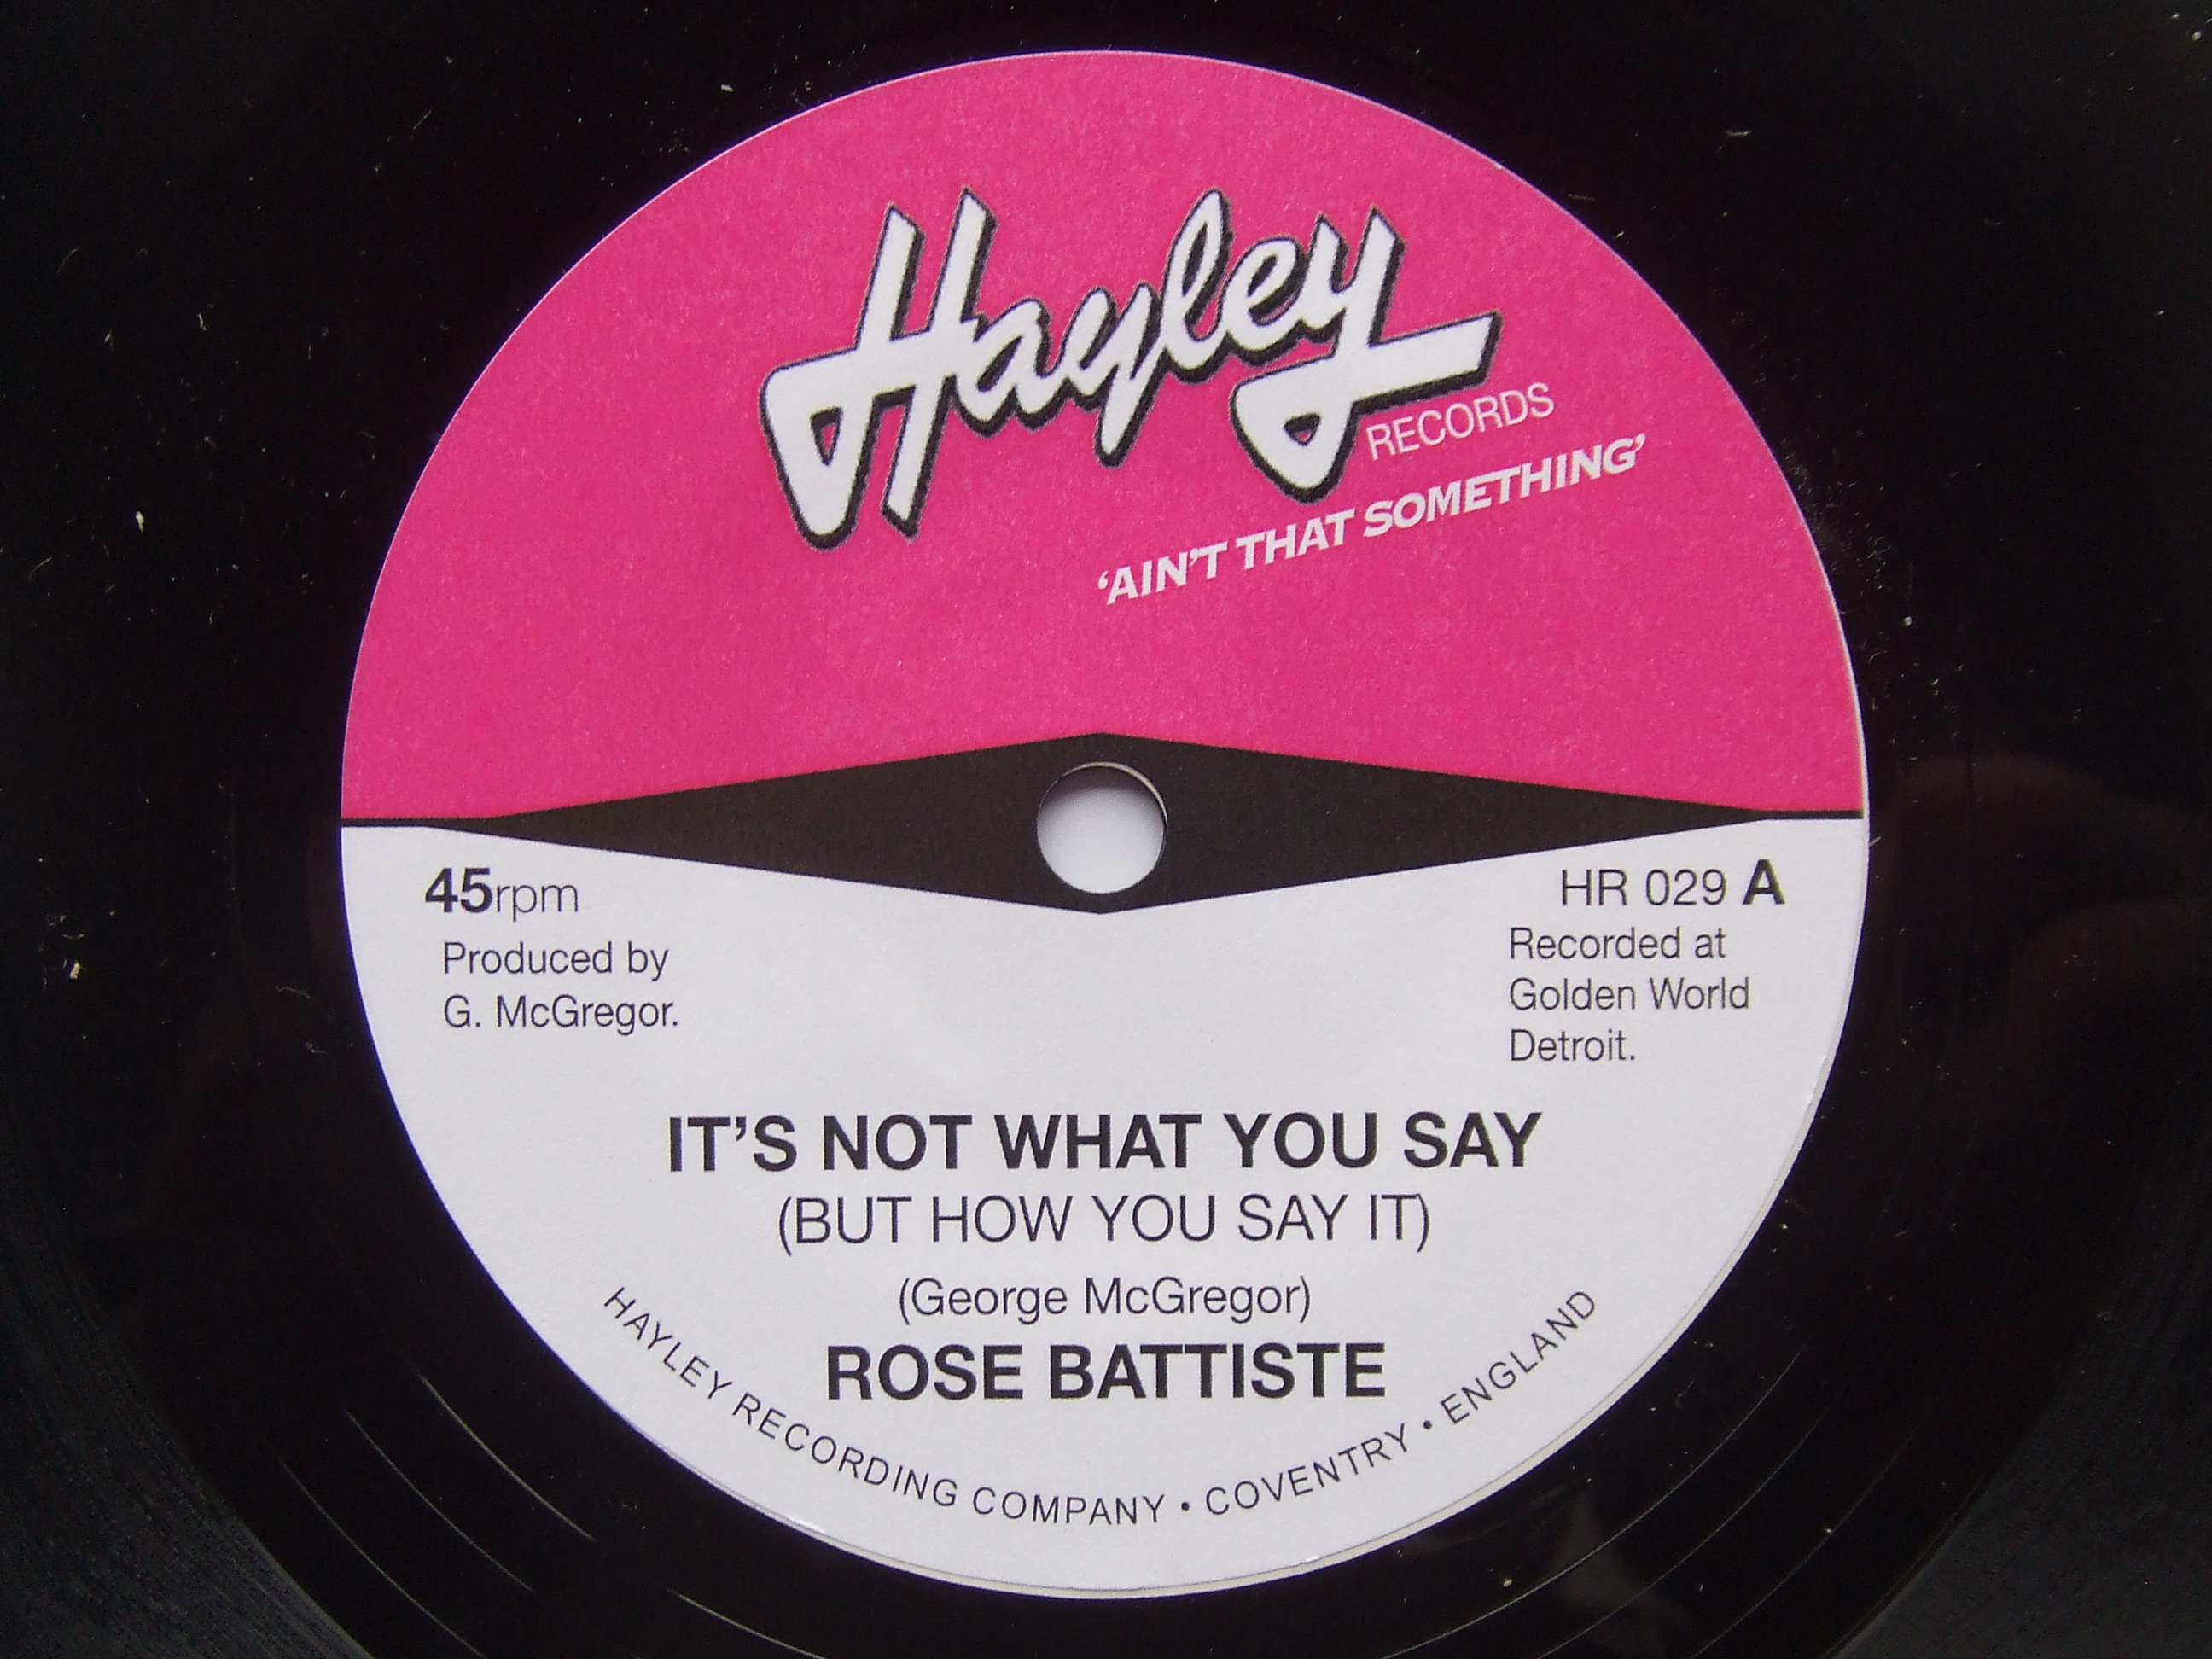 Hayley
RECORDS
'AIN'T THAT SOMETHING'
45rpm
Produced by
G. McGregor.
HR 029 A
Recorded at
Golden World
Detroit.
IT'S NOT WHAT YOU SAY
(BUT HOW YOU SAY IT)
(George McGregor)
ROSE BATTISTE
HAYLEY RECORDING COMPANY • COVENTRY • ENGLAND